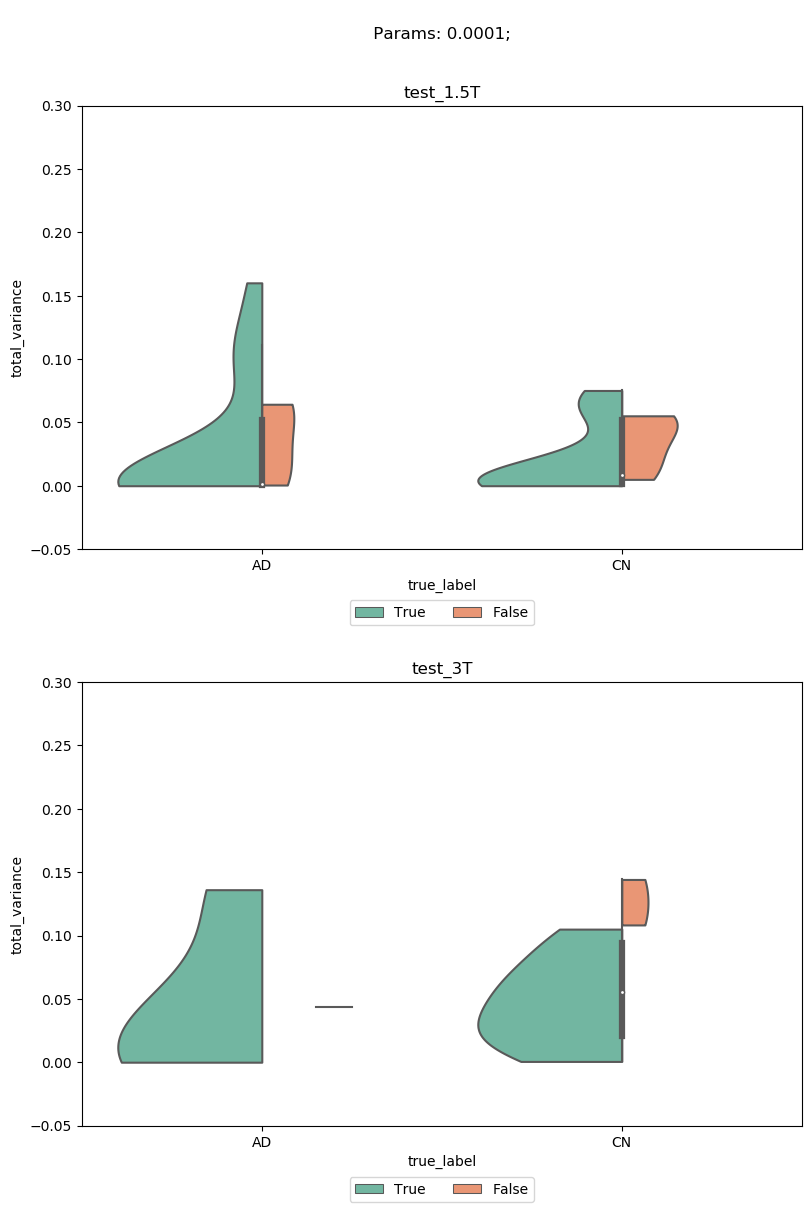 Params: 0.0001;
test_1.5T
0.30
0.25
0.20
0.15
0.10
0.05
0.00
−0.05
total_variance
AD CN
true_label
True False
test_3T
0.30
0.25
0.20
0.15
0.10
0.05
0.00
−0.05
total_variance
AD CN
true_label
True False